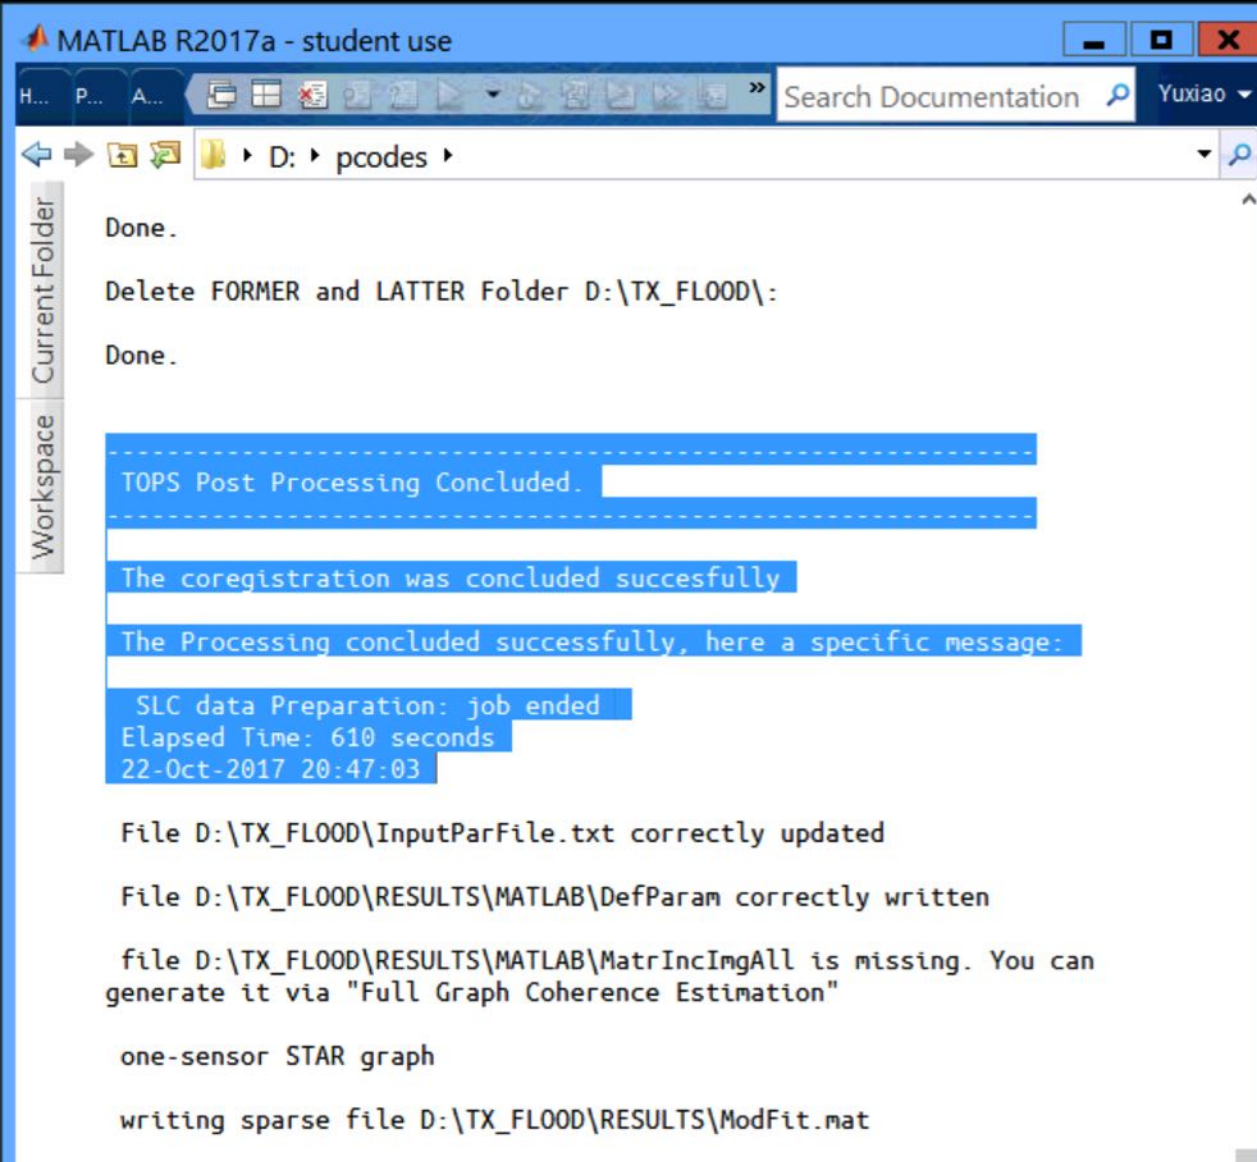 MATLAB R2017a - student use
H... P... A... » Search Documentation Yuxiao
D: pcodes
Current Folder
Workspace
Done.
Delete FORMER and LATTER Folder D:\TX_FLOOD\:
Done.
--------------------------------------------------------------
TOPS Post Processing Concluded.
--------------------------------------------------------------
The coregistration was concluded succesfully
The Processing concluded successfully, here a specific message:
SLC data Preparation: job ended
Elapsed Time: 610 seconds
22-Oct-2017 20:47:03
File D:\TX_FLOOD\InputParFile.txt correctly updated
File D:\TX_FLOOD\RESULTS\MATLAB\DefParam correctly written
file D:\TX_FLOOD\RESULTS\MATLAB\MatrIncImgAll is missing. You can
generate it via "Full Graph Coherence Estimation"
one-sensor STAR graph
writing sparse file D:\TX_FLOOD\RESULTS\ModFit.mat